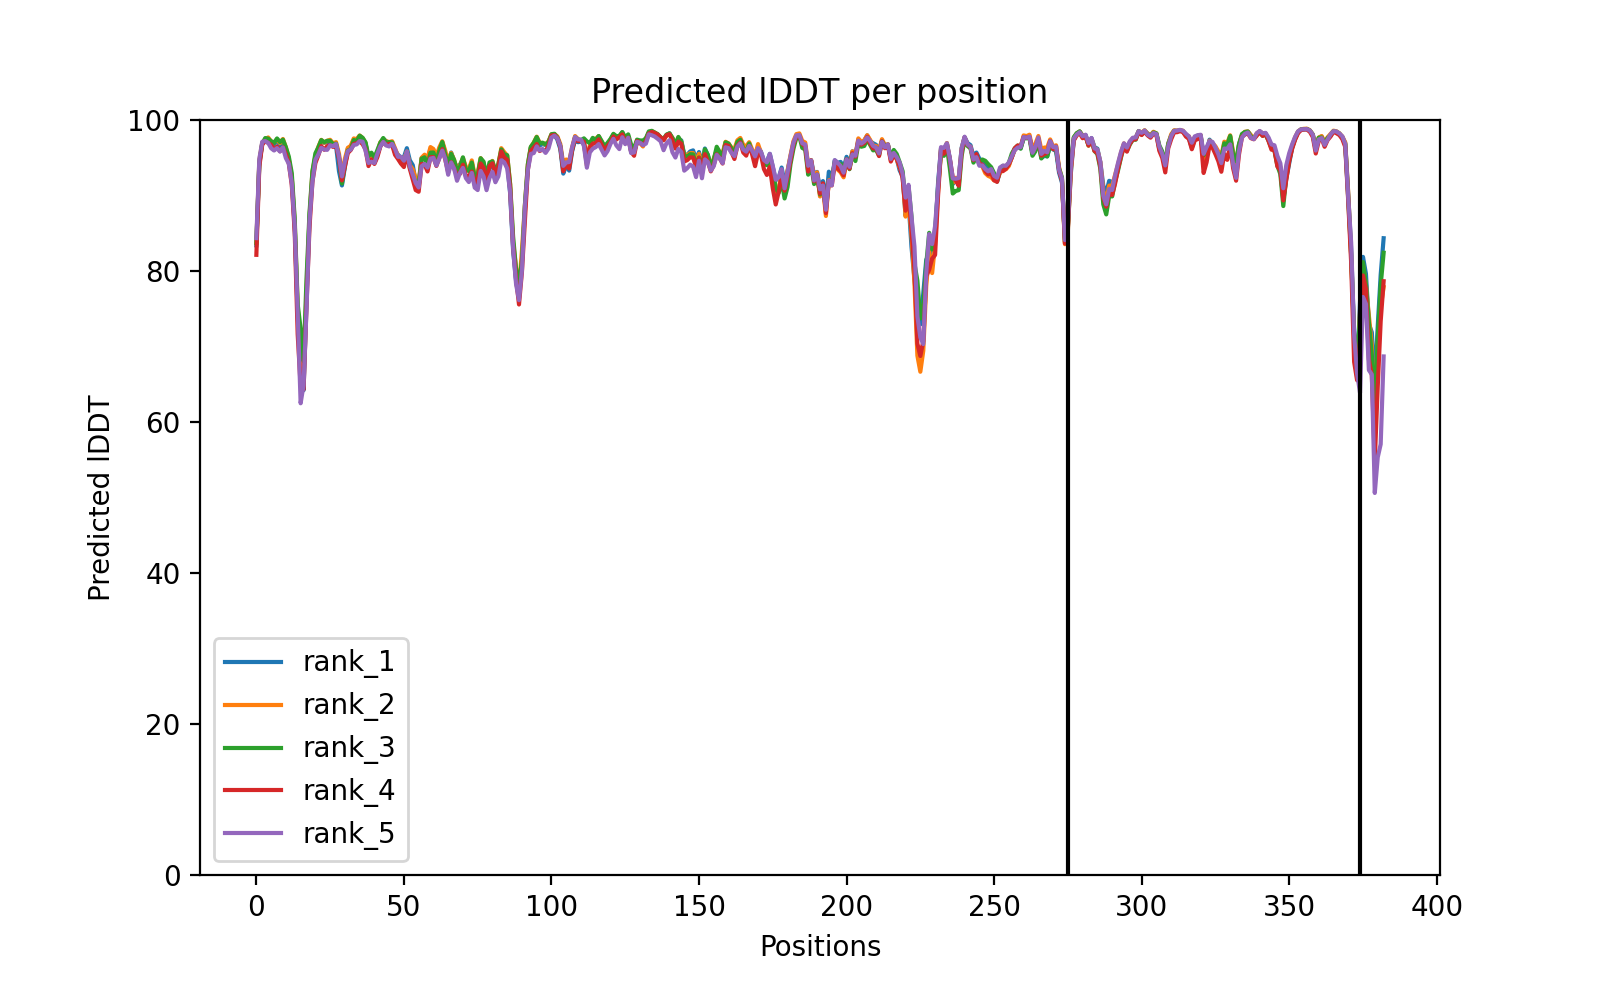 Predicted lDDT per position
100
80
60
40
20
0
Predicted lDDT
rank_1
rank_2
rank_3
rank_4
rank_5
0 50 100 150 200 250 300 350 400
Positions